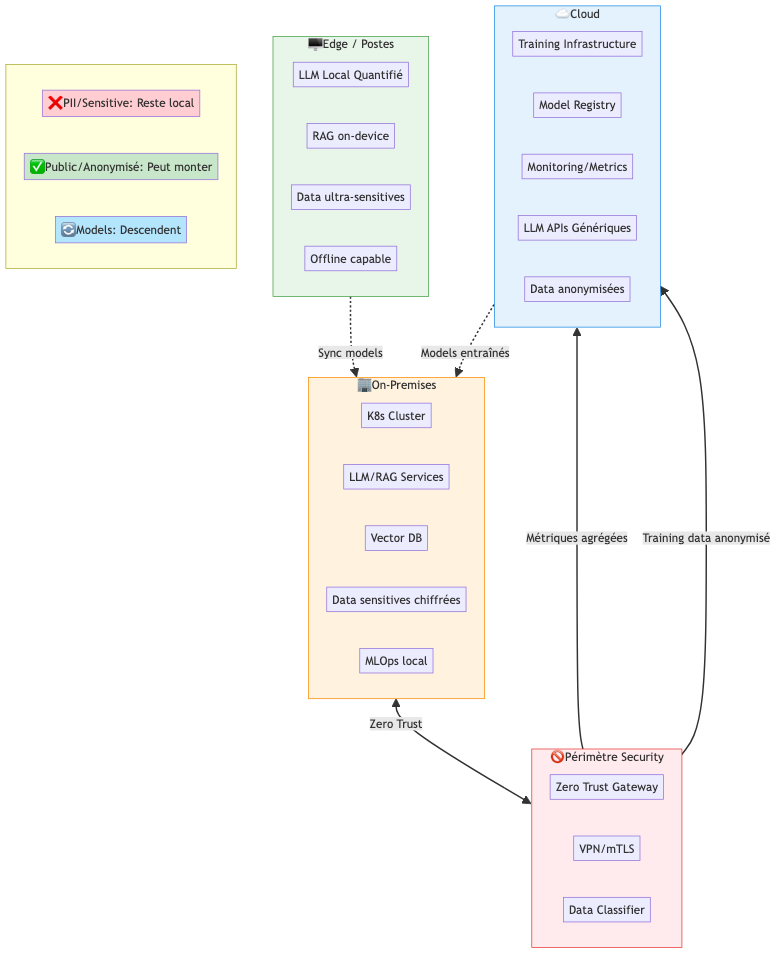 ❌PII/Sensitive: Reste local
✅Public/Anonymisé: Peut monter
🔄Models: Descendent
🖥️Edge / Postes
LLM Local Quantifié
RAG on-device
Data ultra-sensitives
Offline capable
☁️Cloud
Training Infrastructure
Model Registry
Monitoring/Metrics
LLM APIs Génériques
Data anonymisées
Sync models
Models entraînés
🏢On-Premises
K8s Cluster
LLM/RAG Services
Vector DB
Data sensitives chiffrées
MLOps local
Métriques agrégées
Training data anonymisé
Zero Trust
🚫Périmètre Security
Zero Trust Gateway
VPN/mTLS
Data Classifier